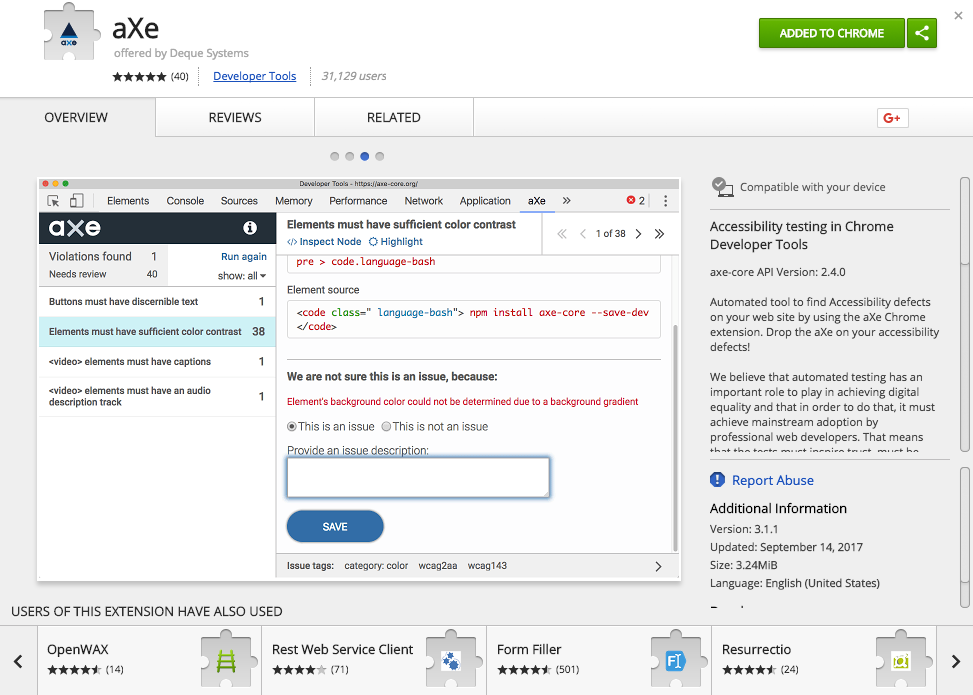 aXe
offered by Deque Systems
(40) Developer Tools 31,129 users
ADDED TO CHROME
OVERVIEW REVIEWS RELATED
G+
Developer Tools - https://axe-core.org/
Elements Console Sources Memory Performance Network Application aXe » 2
axe
Violations found 1 Run again
Needs review 40 show: all
Buttons must have discernible text 1
Elements must have sufficient color contrast 38
<video> elements must have captions 1
<video> elements must have an audio
description track 1
Elements must have sufficient color contrast
</> Inspect Node Highlight
1 of 38
pre > code.language-bash
Element source
<code class=" language-bash"> npm install axe-core --save-dev
</code>
We are not sure this is an issue, because:
Element's background color could not be determined due to a background gradient
This is an issue This is not an issue
Provide an issue description:
SAVE
Issue tags: category: color wcag2aa wcag143
Compatible with your device
Accessibility testing in Chrome
Developer Tools
axe-core API Version: 2.4.0
Automated tool to find Accessibility defects
on your web site by using the aXe Chrome
extension. Drop the aXe on your accessibility
defects!
We believe that automated testing has an
important role to play in achieving digital
equality and that in order to do that, it must
achieve mainstream adoption by
professional web developers. That means
that the tests must inspire trust, must be
Report Abuse
Additional Information
Version: 3.1.1
Updated: September 14, 2017
Size: 3.24MiB
Language: English (United States)
USERS OF THIS EXTENSION HAVE ALSO USED
OpenWAX
(14)
Rest Web Service Client
(71)
Form Filler
(501)
Resurrectio
(24)